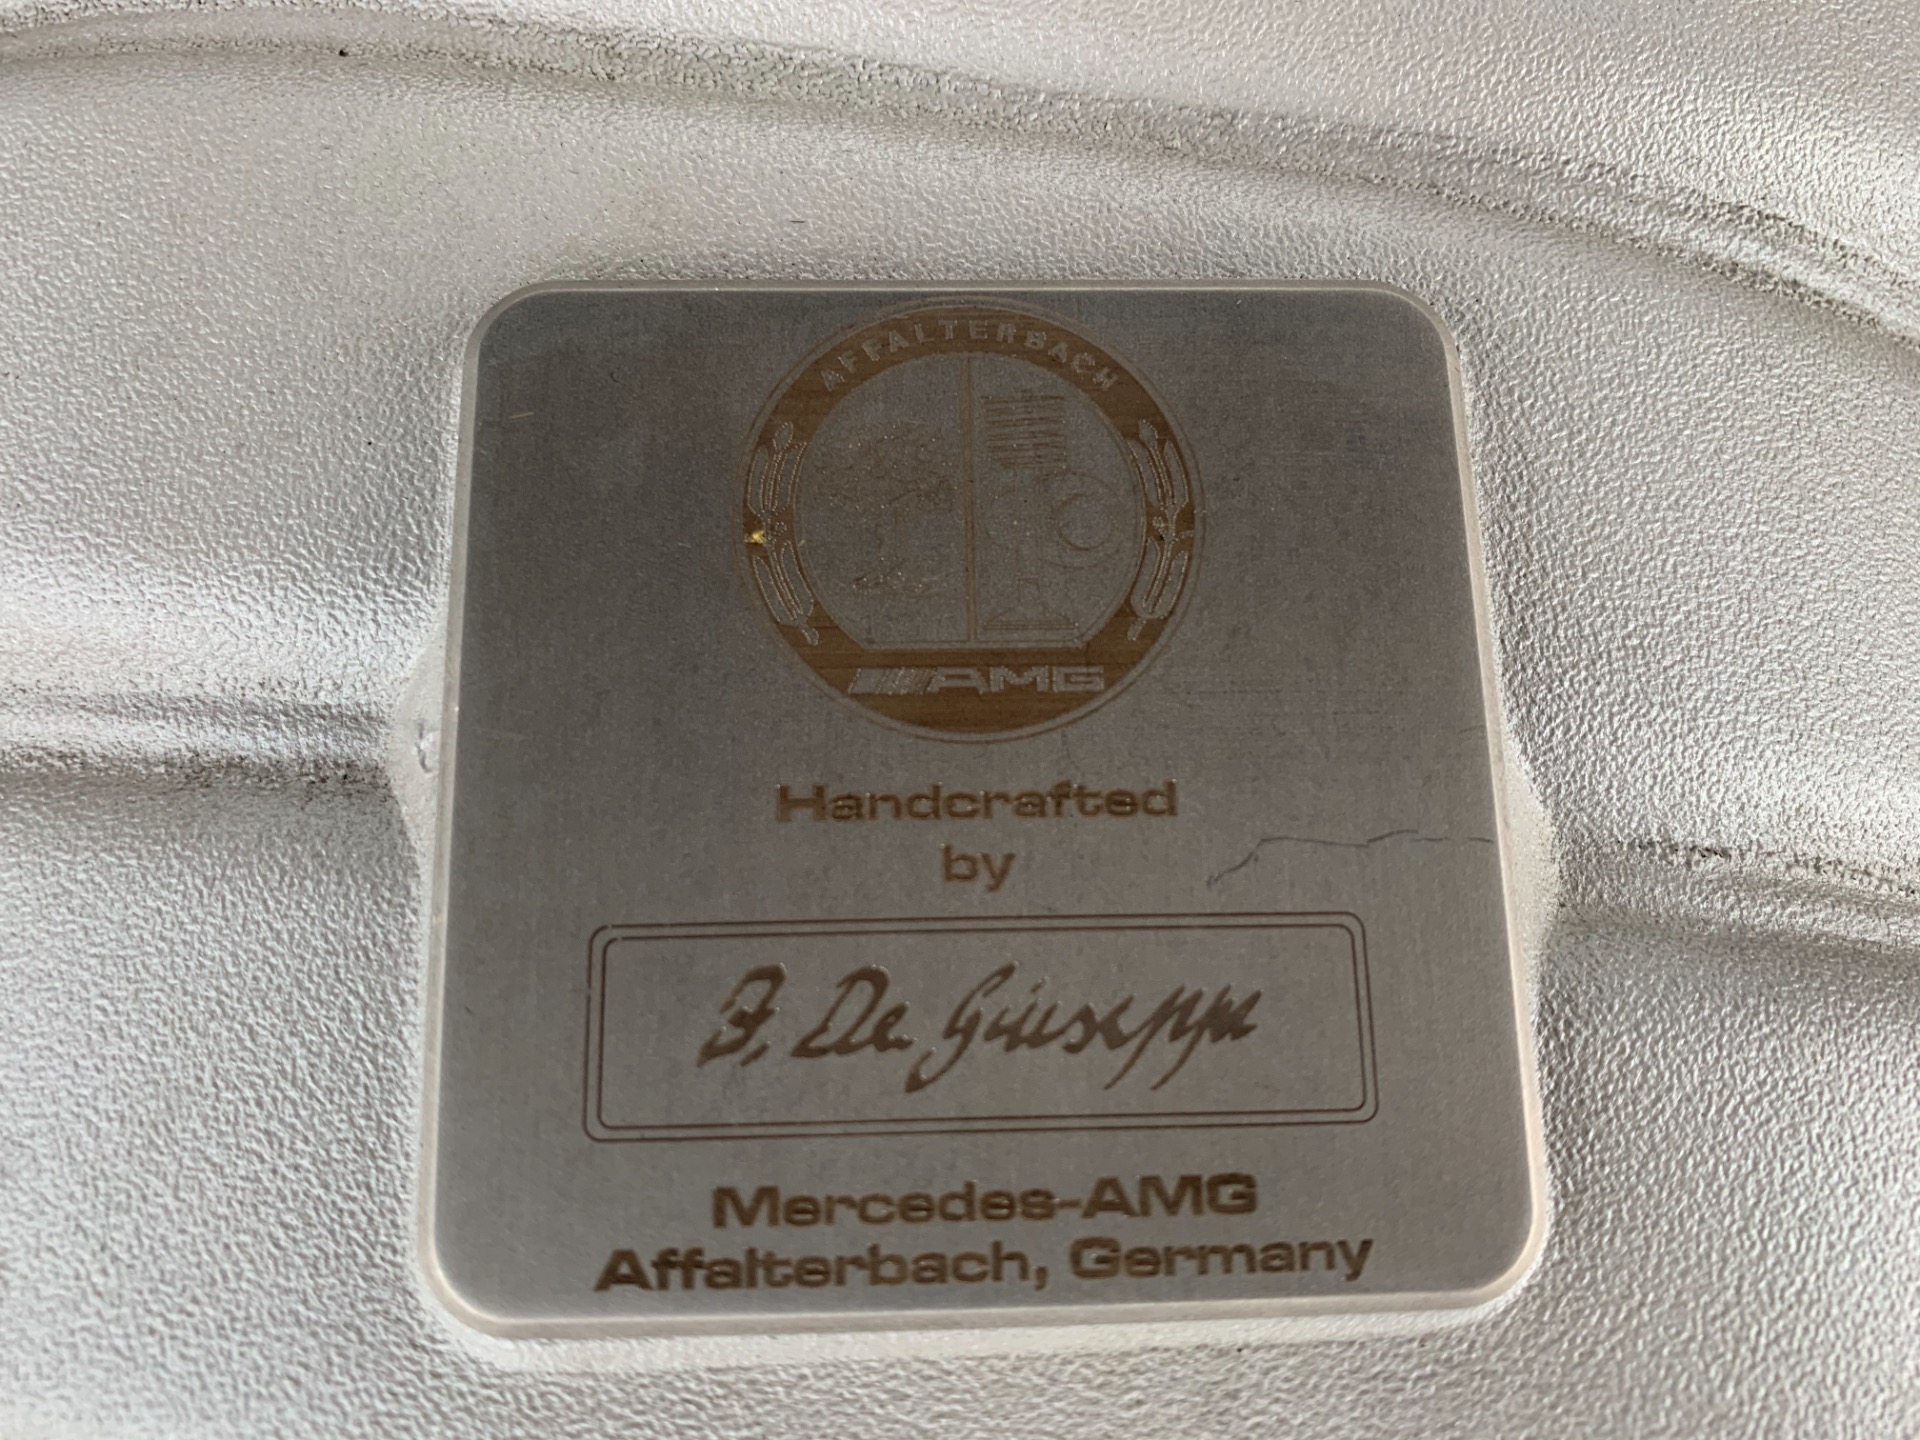 AFFALTERBACH
AMG
Handcrafted
by
B. De Giuseppe
Mercedes-AMG
Affalterbach, Germany